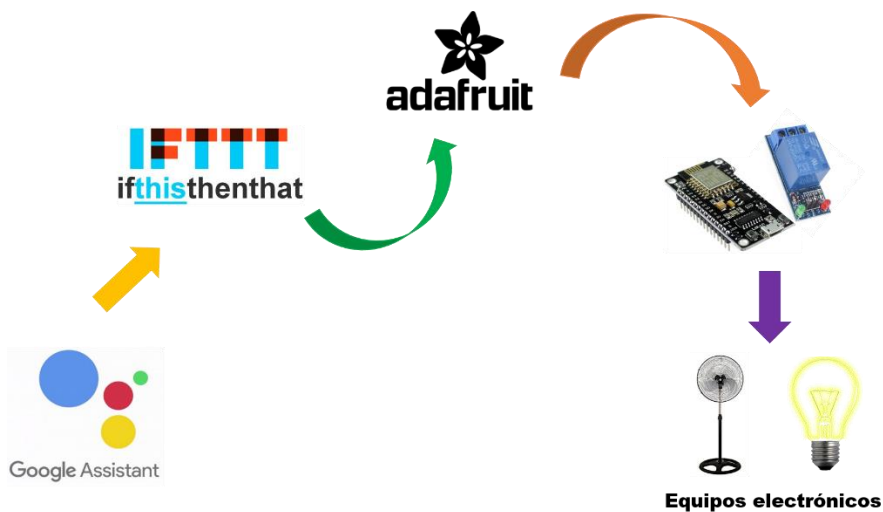 adafruit
IFTTT
ifthisthenthat
Google Assistant
Equipos electrónicos